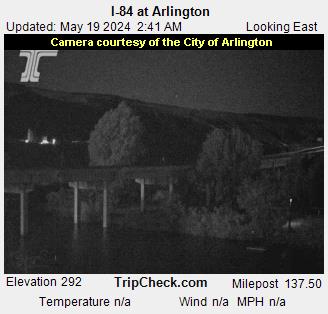 I-84 at Arlington
Updated: May 19 2024 2:41 AM Looking East
Camera courtesy of the City of Arlington
Elevation 292 TripCheck.com Milepost 137.50
Temperature n/a Wind n/a MPH n/a